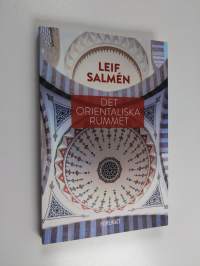 LEIF
SALMÉN
DET
ORIENTALISKA
RUMMET